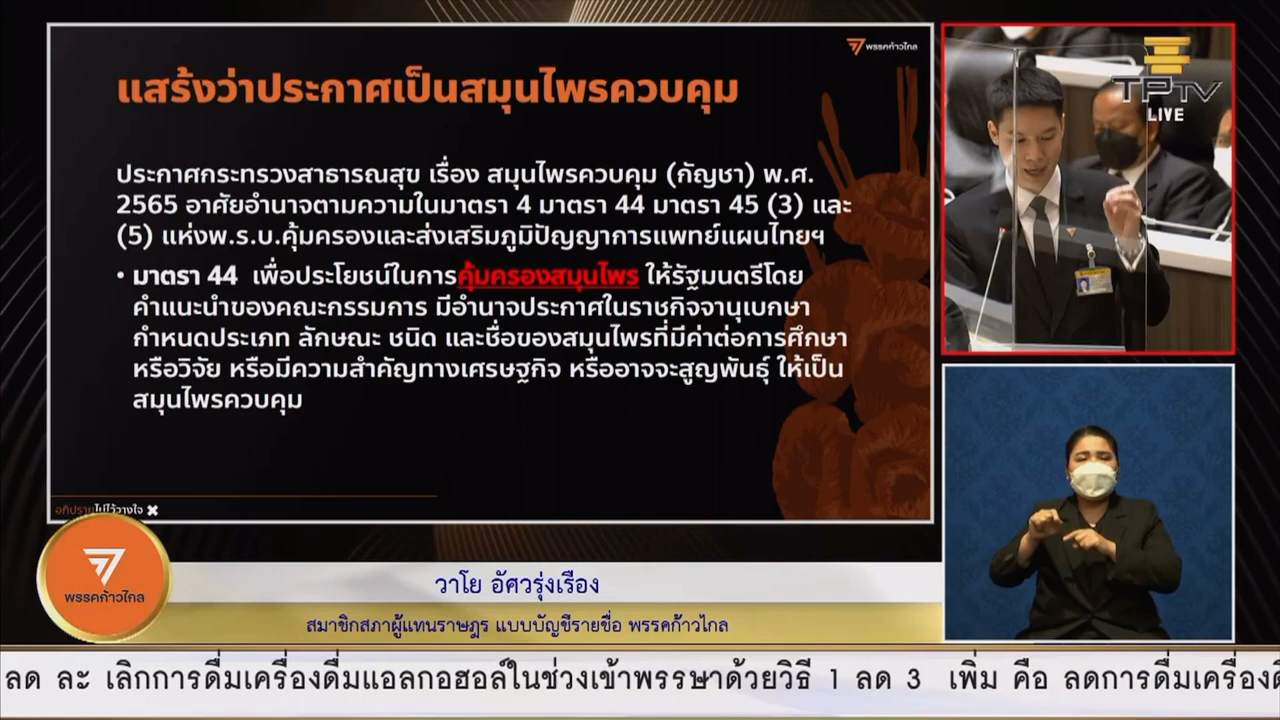 พรรคก้าวไกล
แสร้งว่าประกาศเป็นสมุนไพรควบคุม
ประกาศกระทรวงสาธารณสุข เรื่อง สมุนไพรควบคุม (กัญชา) พ.ศ.
2565 อาศัยอำนาจตามความในมาตรา 4 มาตรา 44 มาตรา 45 (3) และ
(5) แห่งพ.ร.บ.คุ้มครองและส่งเสริมภูมิปัญญาการแพทย์แผนไทยฯ
• มาตรา 44 เพื่อประโยชน์ในการคุ้มครองสมุนไพร ให้รัฐมนตรีโดย
คำแนะนำของคณะกรรมการ มีอำนาจประกาศในราชกิจจานุเบกษา
กำหนดประเภท ลักษณะ ชนิด และชื่อของสมุนไพรที่มีค่าต่อการศึกษา
หรือวิจัย หรือมีความสำคัญทางเศรษฐกิจ หรืออาจจะสูญพันธุ์ ให้เป็น
สมุนไพรควบคุม
อภิปรายไม่ไว้วางใจ
TPTV
LIVE
พรรคก้าวไกล
วาโย อัศวรุ่งเรือง
สมาชิกสภาผู้แทนราษฎร แบบบัญชีรายชื่อ พรรคก้าวไกล
ลด ละ เลิกการดื่มเครื่องดื่มแอลกอฮอล์ในช่วงเข้าพรรษาด้วยวิธี 1 ลด 3 เพิ่ม คือ ลดการดื่มเครื่องดื